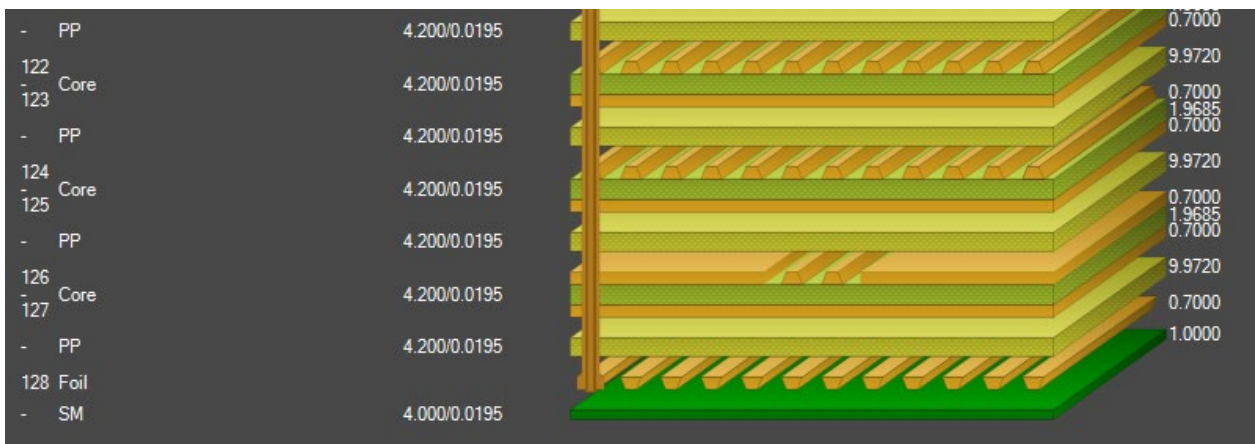 - PP 4.200/0.0195
0.7000
122
- Core 4.200/0.0195
123
9.9720
0.7000
- PP 4.200/0.0195
1.9685
0.7000
124
- Core 4.200/0.0195
125
9.9720
0.7000
- PP 4.200/0.0195
1.9685
0.7000
126
- Core 4.200/0.0195
127
9.9720
0.7000
- PP 4.200/0.0195
128 Foil
- SM 4.000/0.0195
1.0000